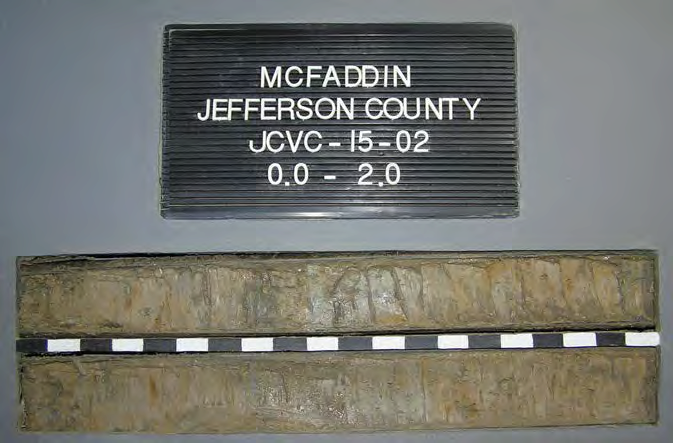 MCFADDIN
JEFFERSON COUNTY
JCVC-15-02
0.0 - 2.0